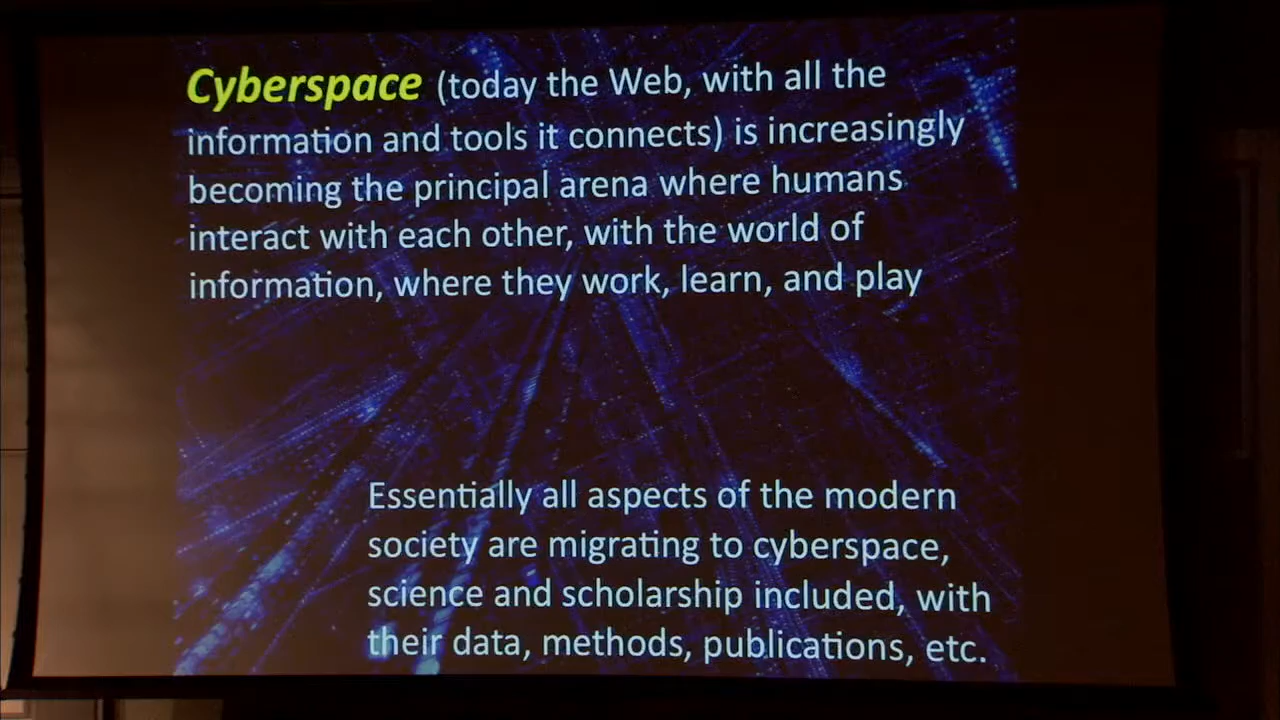 Cyberspace (today the Web, with all the
information and tools it connects) is increasingly
becoming the principal arena where humans
interact with each other, with the world of
information, where they work, learn, and play
Essentially all aspects of the modern
society are migrating to cyberspace,
science and scholarship included, with
their data, methods, publications, etc.